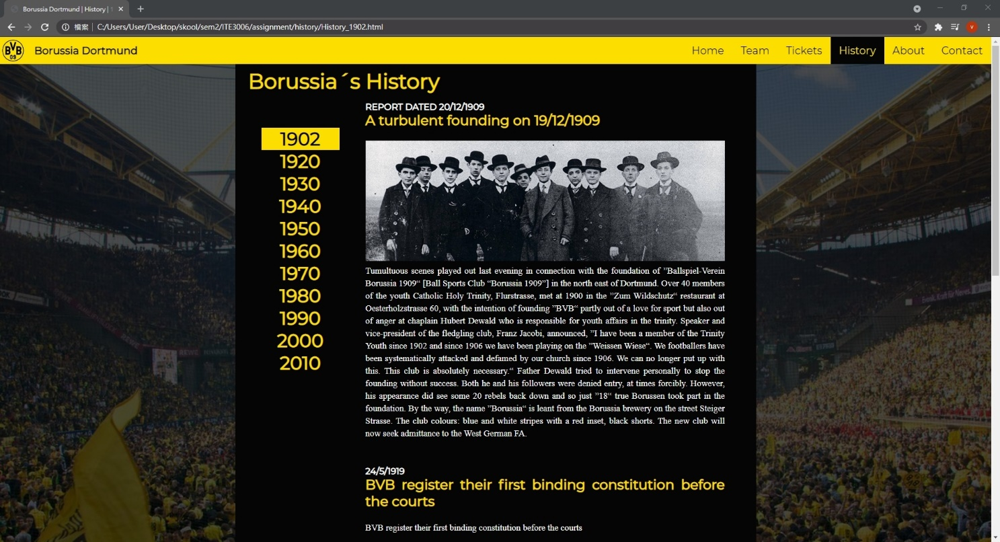 Borussia Dortmund | History | 1
檔案
C:/Users/User/Desktop/skool/sem2/ITE3006/assignment/history/History_1902.html
V
BVB
09
Borussia Dortmund
Home
Team
Tickets
History
About
Contact
Borussia´s History
1902
1920
1930
1940
1950
1960
1970
1980
1990
2000
2010
REPORT DATED 20/12/1909
A turbulent founding on 19/12/1909
Tumultuous scenes played out last evening in connection with the foundation of ”Ballspiel-Verein
Borussia 1909“ [Ball Sports Club “Borussia 1909”] in the north east of Dortmund. Over 40 members
of the youth Catholic Holy Trinity, Flurstrasse, met at 1900 in the ”Zum Wildschutz“ restaurant at
Oesterholzstrasse 60, with the intention of founding ”BVB“ partly out of a love for sport but also out
of anger at chaplain Hubert Dewald who is responsible for youth affairs in the trinity. Speaker and
vice-president of the fledgling club, Franz Jacobi, announced, ”I have been a member of the Trinity
Youth since 1902 and since 1906 we have been playing on the ”Weissen Wiese“. We footballers have
been systematically attacked and defamed by our church since 1906. We can no longer put up with
this. This club is absolutely necessary.“ Father Dewald tried to intervene personally to stop the
founding without success. Both he and his followers were denied entry, at times forcibly. However,
his appearance did see some 20 rebels back down and so just ”18“ true Borussen took part in the
foundation. By the way, the name ”Borussia“ is leant from the Borussia brewery on the street Steiger
Strasse. The club colours: blue and white stripes with a red inset, black shorts. The new club will
now seek admittance to the West German FA.
24/5/1919
BVB register their first binding constitution before
the courts
BVB register their first binding constitution before the courts